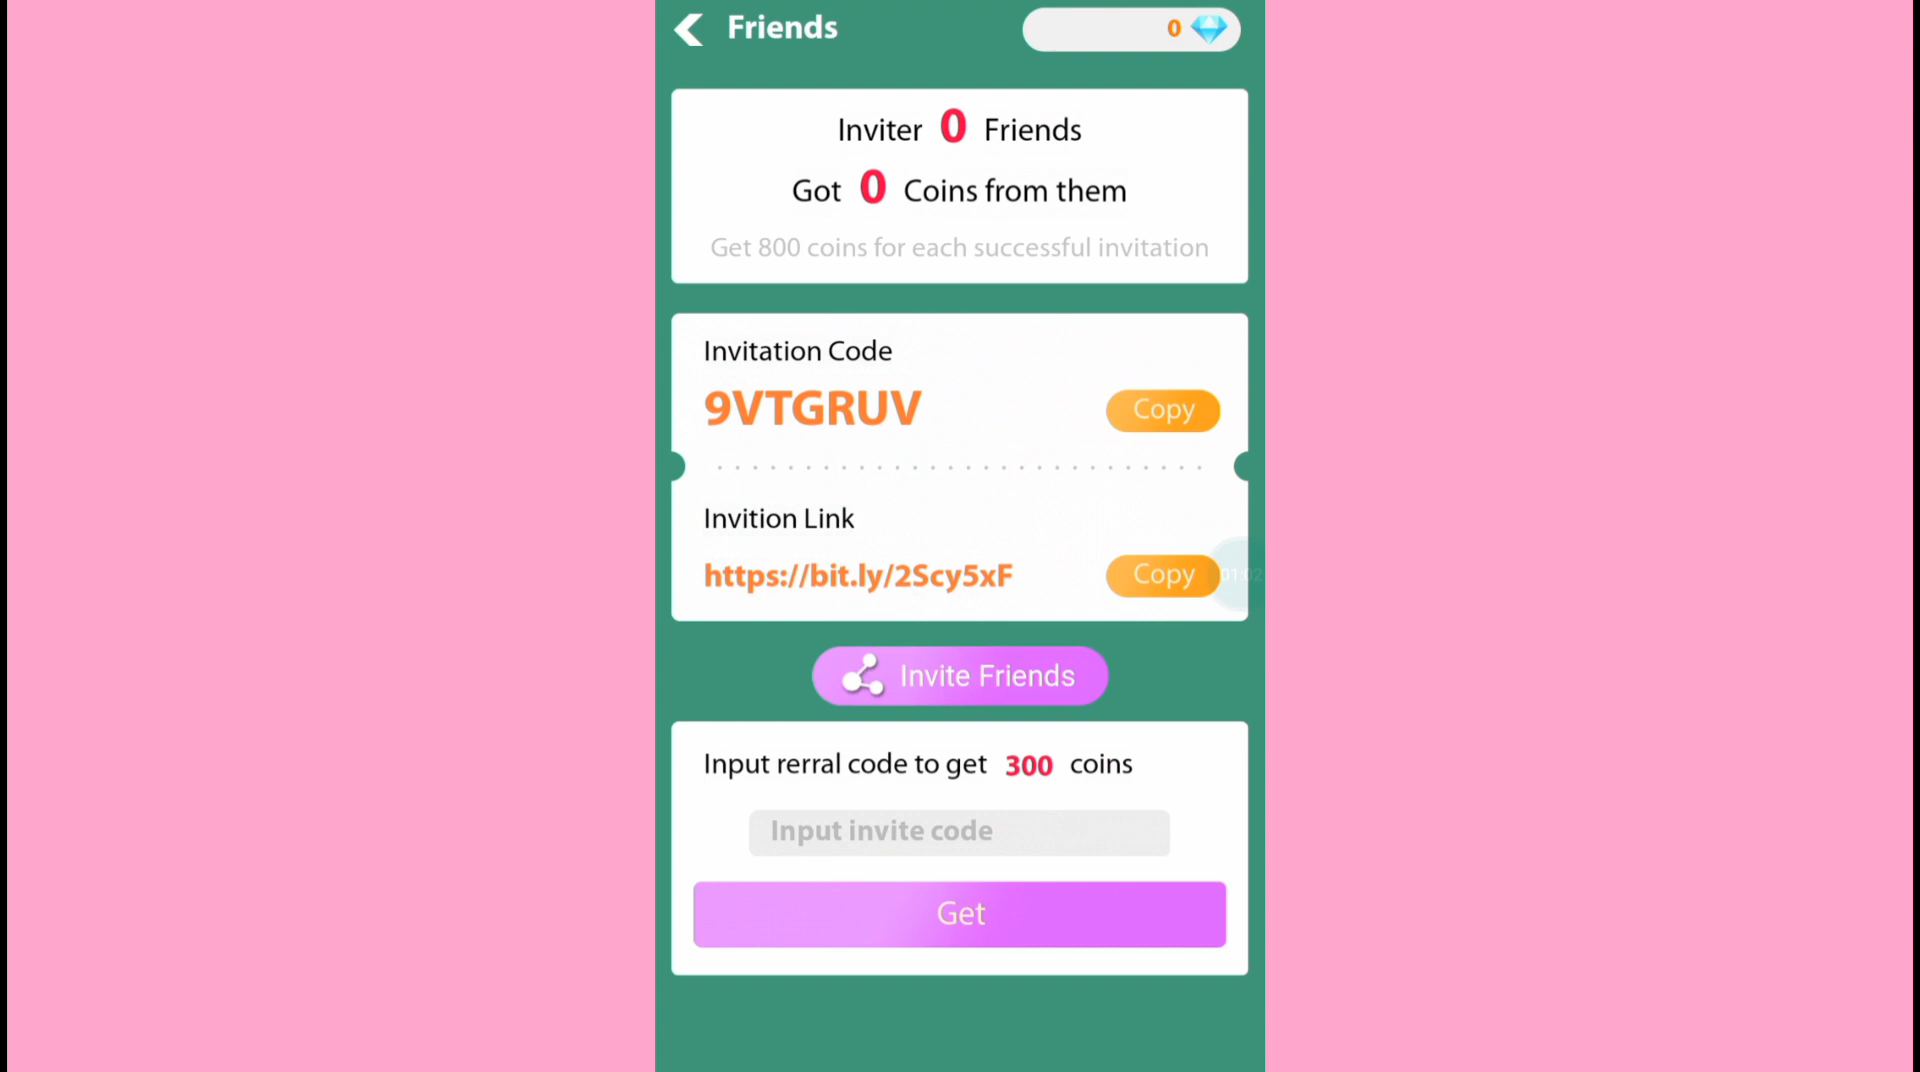 Friends
0
Inviter 0 Friends
Got 0 Coins from them
Get 800 coins for each successful invitation
Invitation Code
9VTGRUV
Copy
Invition Link
https://bit.ly/2Scy5xF
Copy
01:02
Invite Friends
Input rerral code to get 300 coins
Input invite code
Get